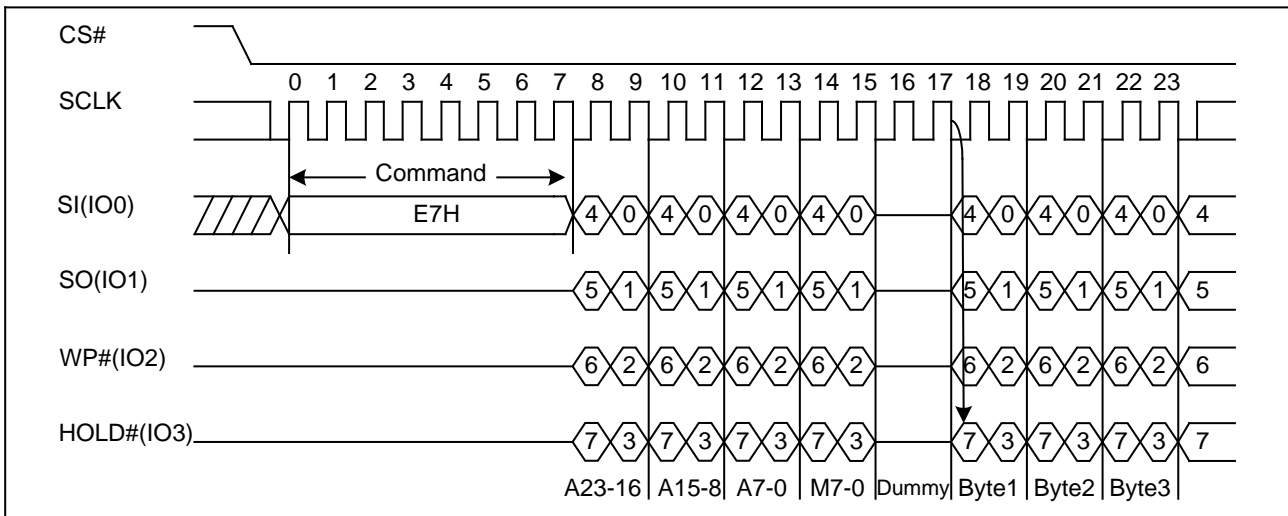 CS#
0 1 2 3 4 5 6 7 8 9 10 11 12 13 14 15 16 17 18 19 20 21 22 23
SCLK
Command
SI(IO0)
E7H
4 0 4 0 4 0 4 0 4 0 4 0 4 0 4
SO(IO1)
5 1 5 1 5 1 5 1 5 1 5 1 5 1 5
WP#(IO2)
6 2 6 2 6 2 6 2 6 2 6 2 6 2 6
HOLD#(IO3)
7 3 7 3 7 3 7 3 7 3 7 3 7 3 7
A23-16 A15-8 A7-0 M7-0 Dummy Byte1 Byte2 Byte3